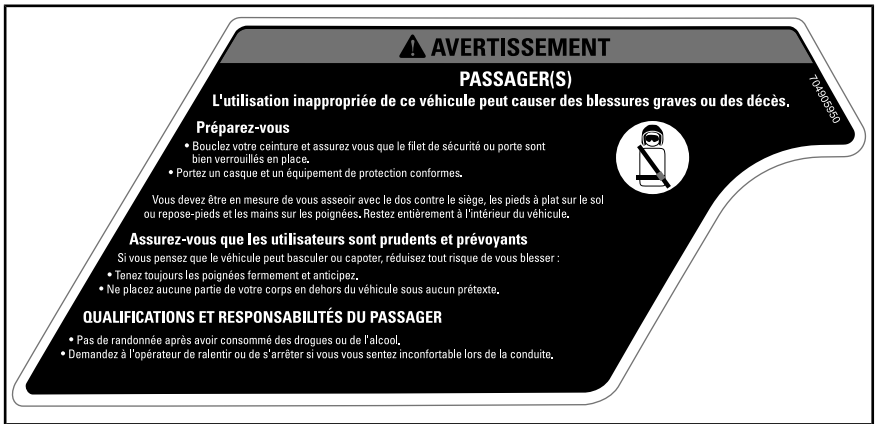 AVERTISSEMENT
PASSAGER(S)
L'utilisation inappropriée de ce véhicule peut causer des blessures graves ou des décès.
704905950
Préparez-vous
• Bouclez votre ceinture et assurez vous que le filet de sécurité ou porte sont
bien verrouillés en place.
• Portez un casque et un équipement de protection conformes.
Vous devez être en mesure de vous asseoir avec le dos contre le siège, les pieds à plat sur le sol
ou repose-pieds et les mains sur les poignées. Restez entièrement à l'intérieur du véhicule.
Assurez-vous que les utilisateurs sont prudents et prévoyants
Si vous pensez que le véhicule peut basculer ou capoter, réduisez tout risque de vous blesser :
• Tenez toujours les poignées fermement et anticipez.
• Ne placez aucune partie de votre corps en dehors du véhicule sous aucun prétexte.
QUALIFICATIONS ET RESPONSABILITÉS DU PASSAGER
• Pas de randonnée après avoir consommé des drogues ou de l'alcool.
• Demandez à l'opérateur de ralentir ou de s'arrêter si vous vous sentez inconfortable lors de la conduite.